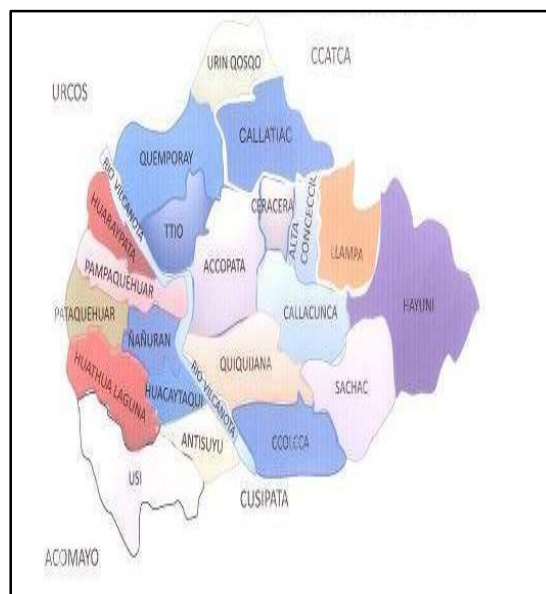 URIN QOSQO
CCATCA
URCOS
CALLATIAC
QUEMPORAY
RIO VILCANOTA
HUARAYPATA
TTIO
CERACERA
ALTA
CONCECCIO
LLAMPA
PAMPAQUEHUAR
ACCOPATA
PATAQUEHUAR
CALLACUNCA
HAYUNI
ÑAÑURAN
QUIQUIJANA
HUATHUA LAGUNA
HUACAYTAQUI
RIO VILCANOTA
SACHAC
ANTISUYU
CCOLCCA
USI
CUSIPATA
ACOMAYO